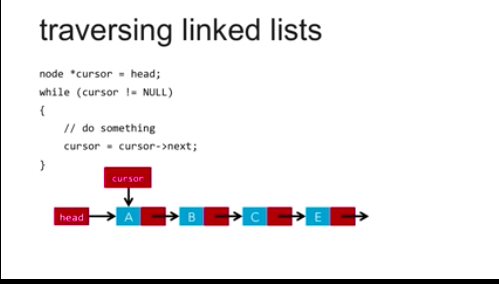 traversing linked lists
node *cursor = head;
while (cursor != NULL)
{
    // do something
    cursor = cursor->next;
}
cursor
head A B C E